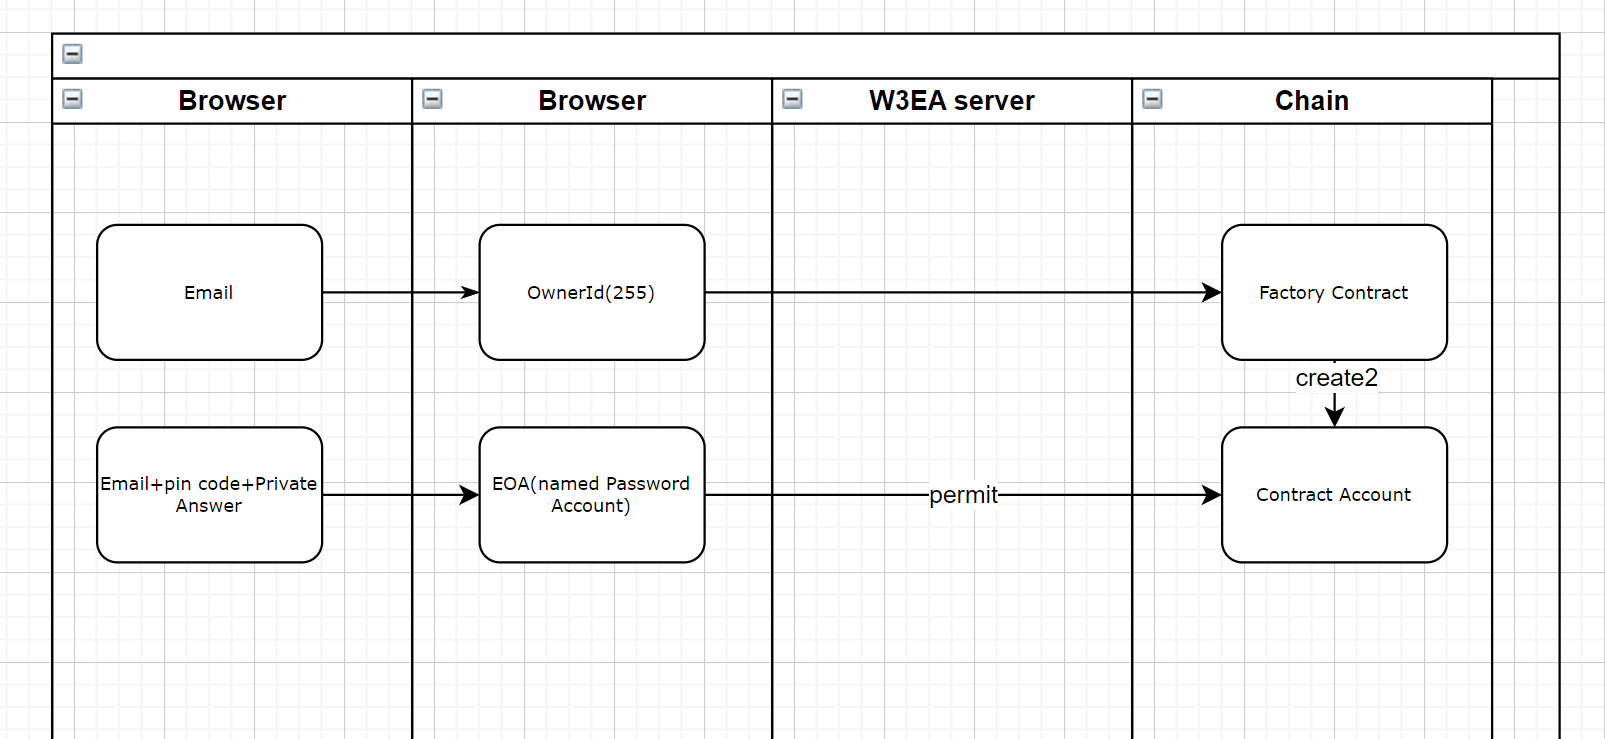 Browser
Browser
W3EA server
Chain
Email
OwnerId(255)
Factory Contract
create2
Email+pin code+Private
Answer
EOA(named Password
Account)
permit
Contract Account